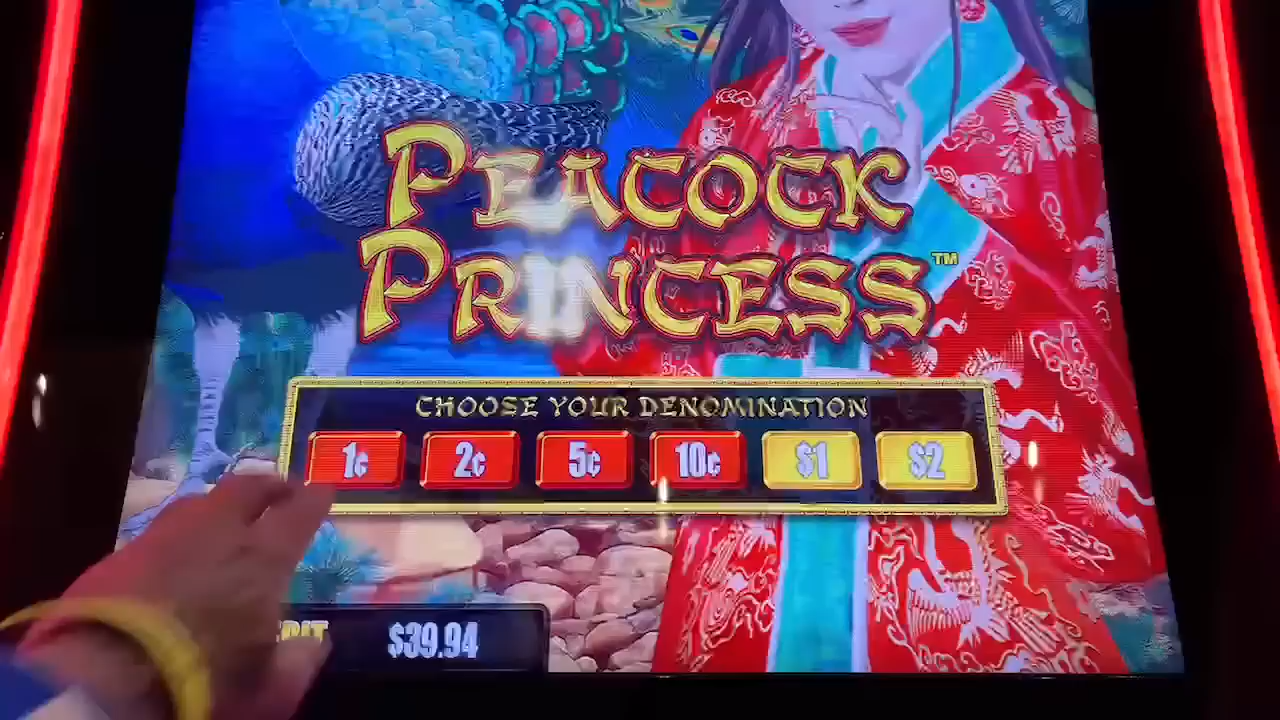 PEACOCK
PRINCESS™
CHOOSE YOUR DENOMINATION
1¢ 2¢ 5¢ 10¢ $1 $2
$39.94